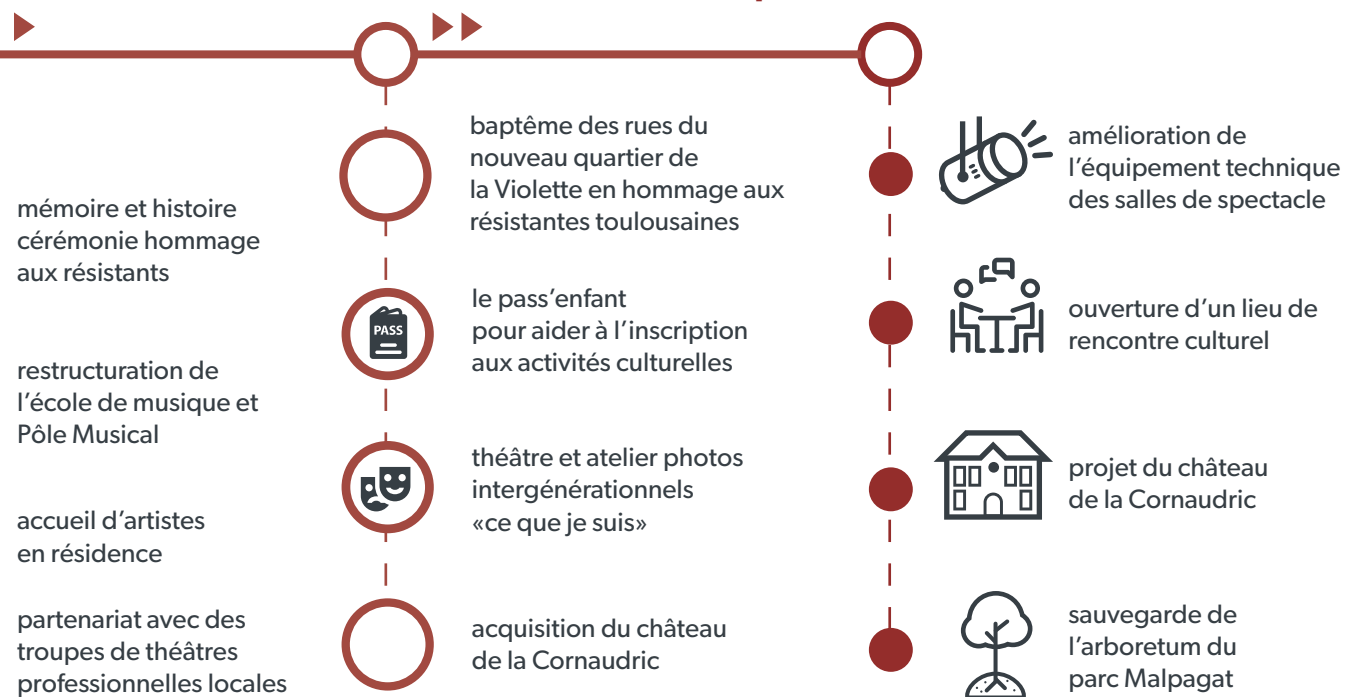 mémoire et histoire
cérémonie hommage
aux résistants
restructuration de
l'école de musique et
Pôle Musical
accueil d'artistes
en résidence
partenariat avec des
troupes de théâtres
professionnelles locales
baptême des rues du
nouveau quartier de
la Violette en hommage aux
résistantes toulousaines
PASS
le pass'enfant
pour aider à l'inscription
aux activités culturelles
théâtre et atelier photos
intergénérationnels
«ce que je suis»
acquisition du château
de la Cornaudric
amélioration de
l'équipement technique
des salles de spectacle
ouverture d'un lieu de
rencontre culturel
projet du château
de la Cornaudric
sauvegarde de
l'arboretum du
parc Malpagat